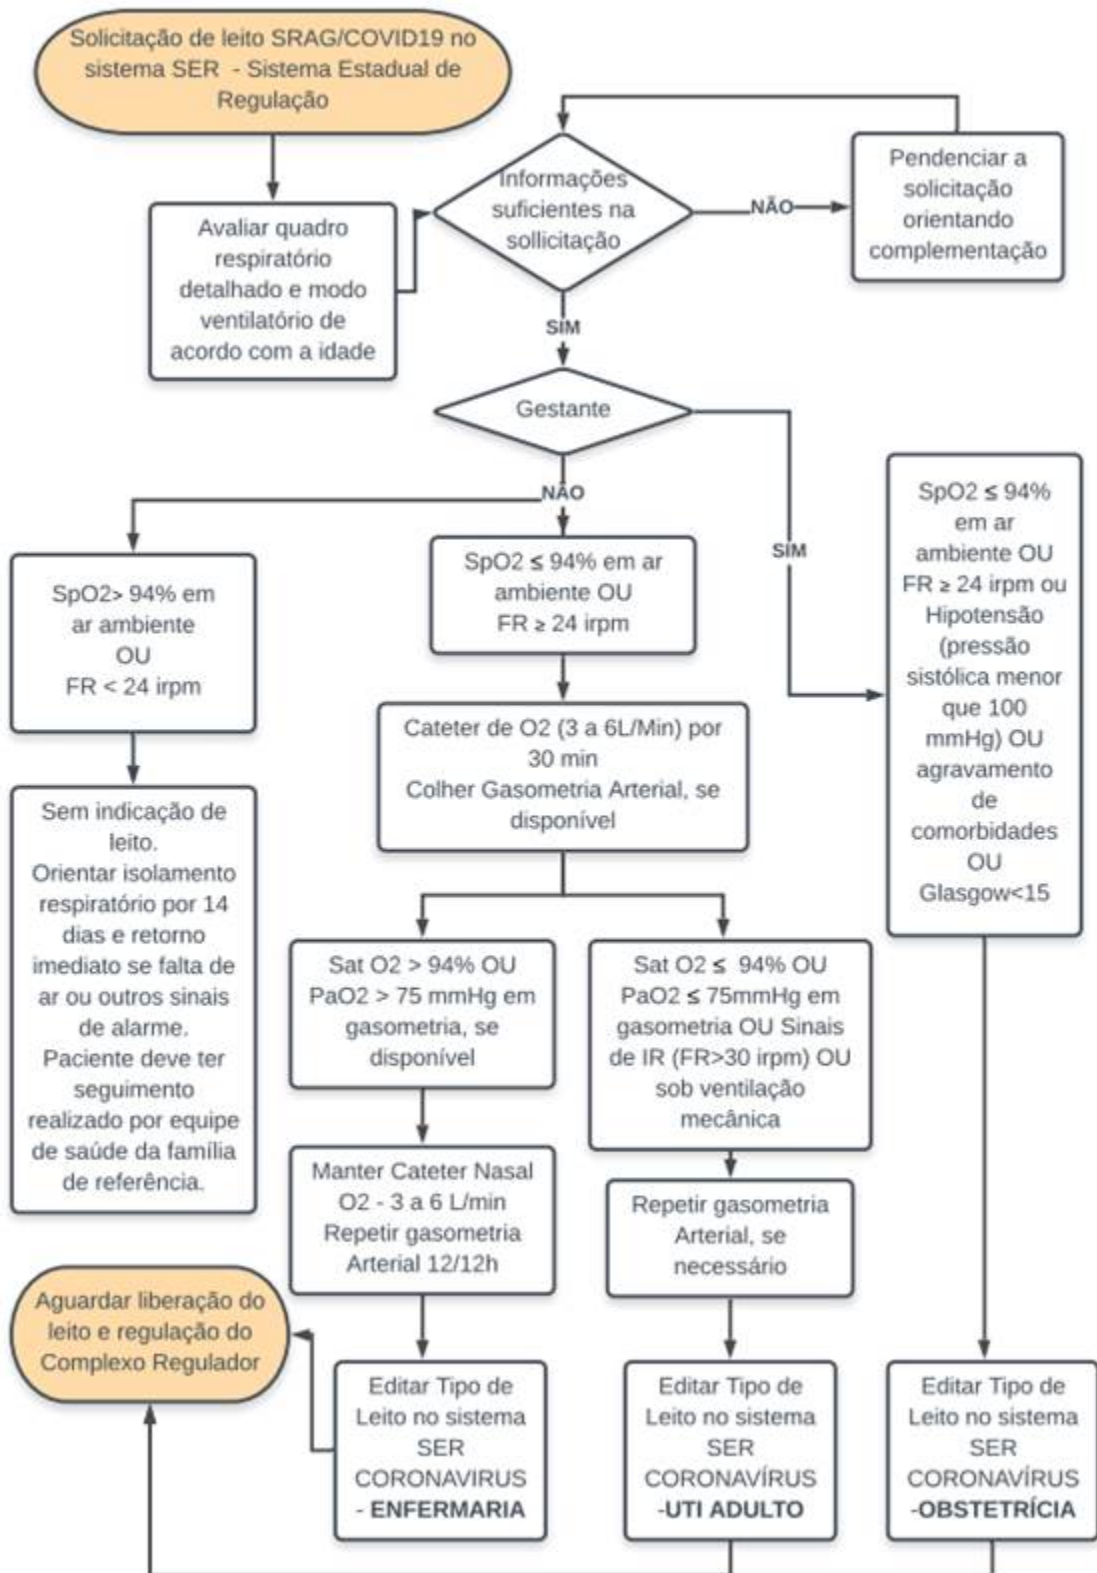 Solicitação de leito SRAG/COVID19 no
sistema SER - Sistema Estadual de
Regulação
Avaliar quadro
respiratório
detalhado e modo
ventilatório de
acordo com a idade
Informações
suficientes na
sollicitação
NÃO
Pendenciar a
solicitação
orientando
complementação
SIM
Gestante
NÃO
SIM
SpO2> 94% em
ar ambiente
OU
FR < 24 irpm
Sem indicação de
leito.
Orientar isolamento
respiratório por 14
dias e retorno
imediato se falta de
ar ou outros sinais
de alarme.
Paciente deve ter
seguimento
realizado por equipe
de saúde da família
de referência.
SpO2 ≤ 94% em ar
ambiente OU
FR ≥ 24 irpm
Cateter de O2 (3 a 6L/Min) por
30 min
Colher Gasometria Arterial, se
disponível
Sat O2 > 94% OU
PaO2 > 75 mmHg em
gasometria, se
disponível
Manter Cateter Nasal
O2 - 3 a 6 L/min
Repetir gasometria
Arterial 12/12h
Editar Tipo de
Leito no sistema
SER
CORONAVIRUS
- ENFERMARIA
Sat O2 ≤ 94% OU
PaO2 ≤ 75mmHg em
gasometria OU Sinais
de IR (FR>30 irpm) OU
sob ventilação
mecânica
Repetir gasometria
Arterial, se
necessário
Editar Tipo de
Leito no sistema
SER
CORONAVÍRUS
-UTI ADULTO
SpO2 ≤ 94%
em ar
ambiente OU
FR ≥ 24 irpm ou
Hipotensão
(pressão
sistólica menor
que 100
mmHg) OU
agravamento
de
comorbidades
OU
Glasgow<15
Editar Tipo de
Leito no sistema
SER
CORONAVÍRUS
-OBSTETRÍCIA
Aguardar liberação do
leito e regulação do
Complexo Regulador